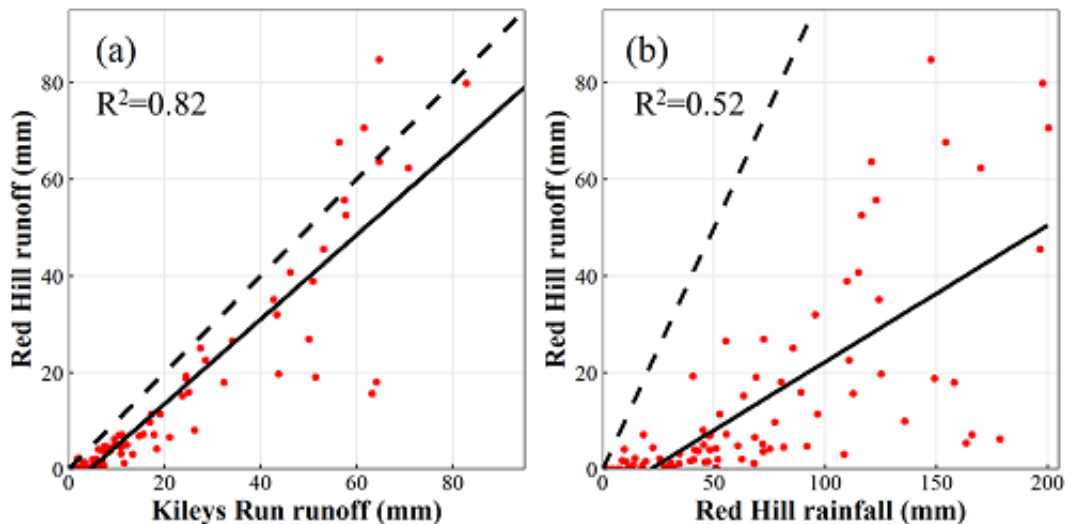 (a)
R²=0.82
Red Hill runoff (mm)
80
60
40
20
0
0 20 40 60 80
Kileys Run runoff (mm)
(b)
R²=0.52
Red Hill runoff (mm)
80
60
40
20
0
0 50 100 150 200
Red Hill rainfall (mm)